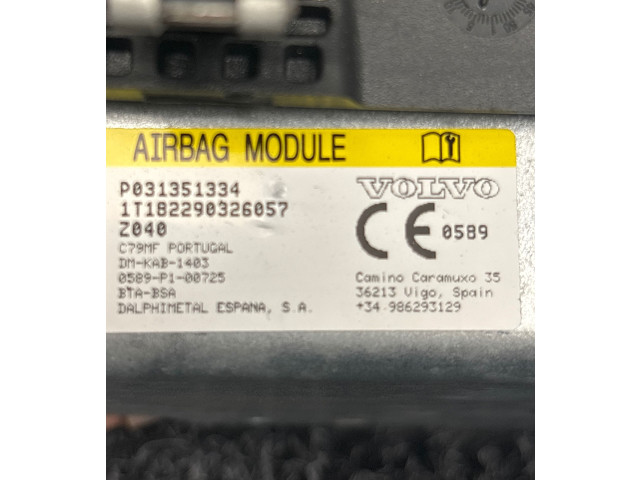 AIRBAG MODULE
P031351334
1T182290326057
Z040
C79MF PORTUGAL
DM-KAB-1403
0589-P1-00725
BTA-BSA
DALPHIMETAL ESPANA, S.A.
VOLVO
CE 0589
Camino Caramuxo 35
36213 Vigo, Spain
+34 986293129